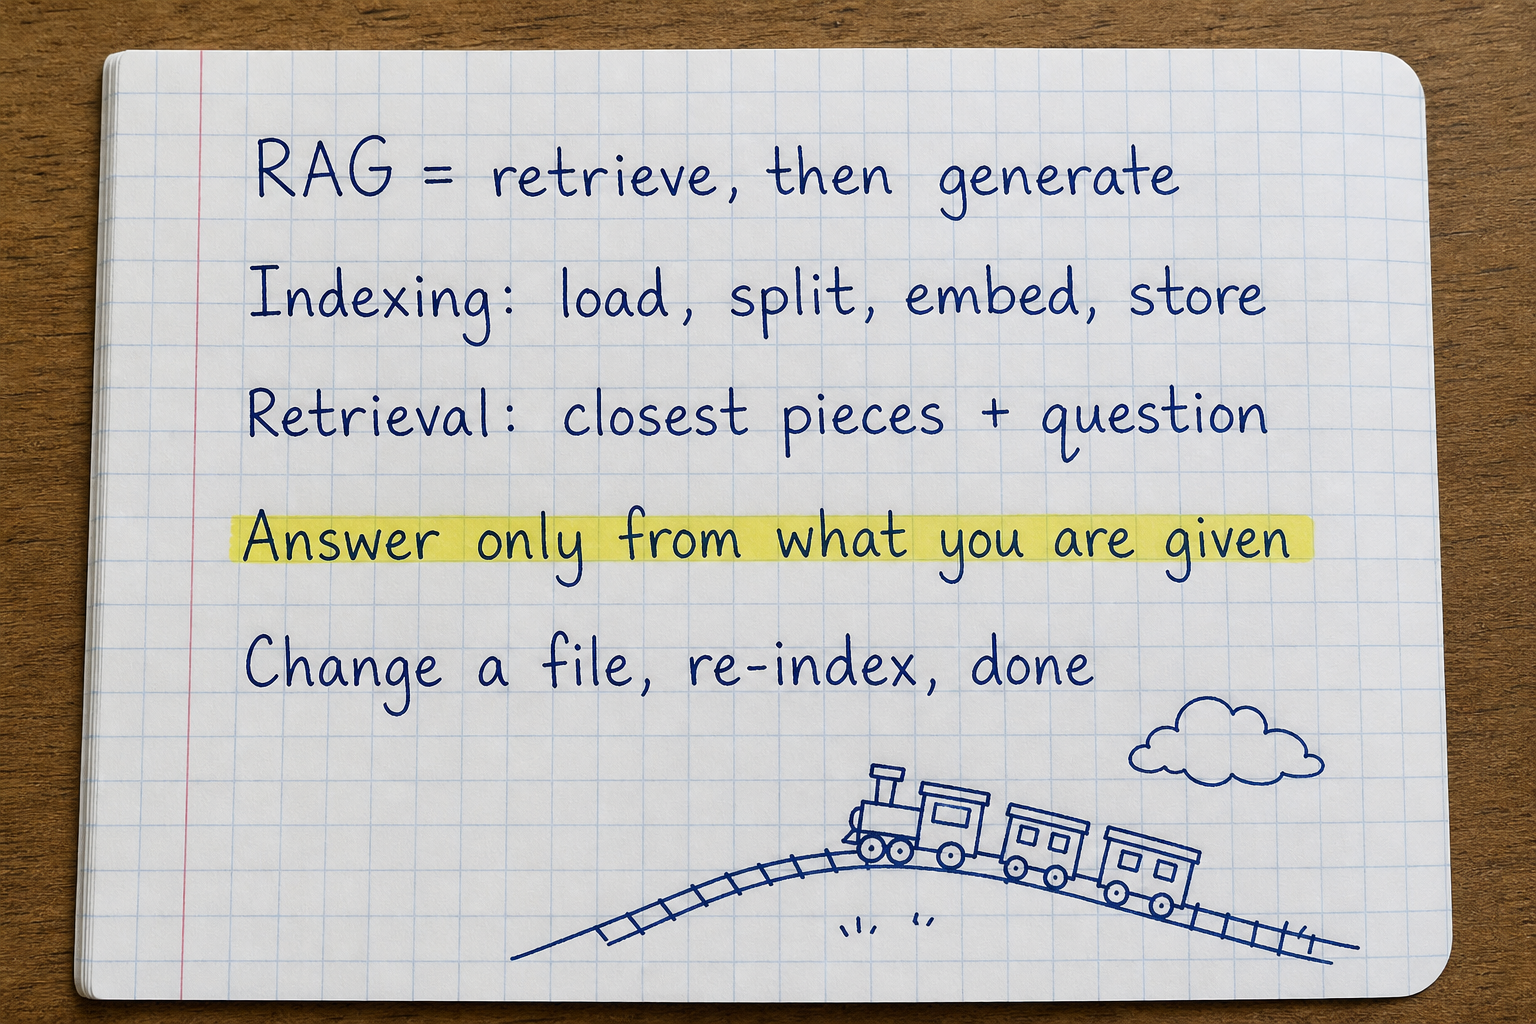 RAG = retrieve, then generate
Indexing: load, split, embed, store
Retrieval: closest pieces + question
Answer only from what you are given
Change a file, re-index, done